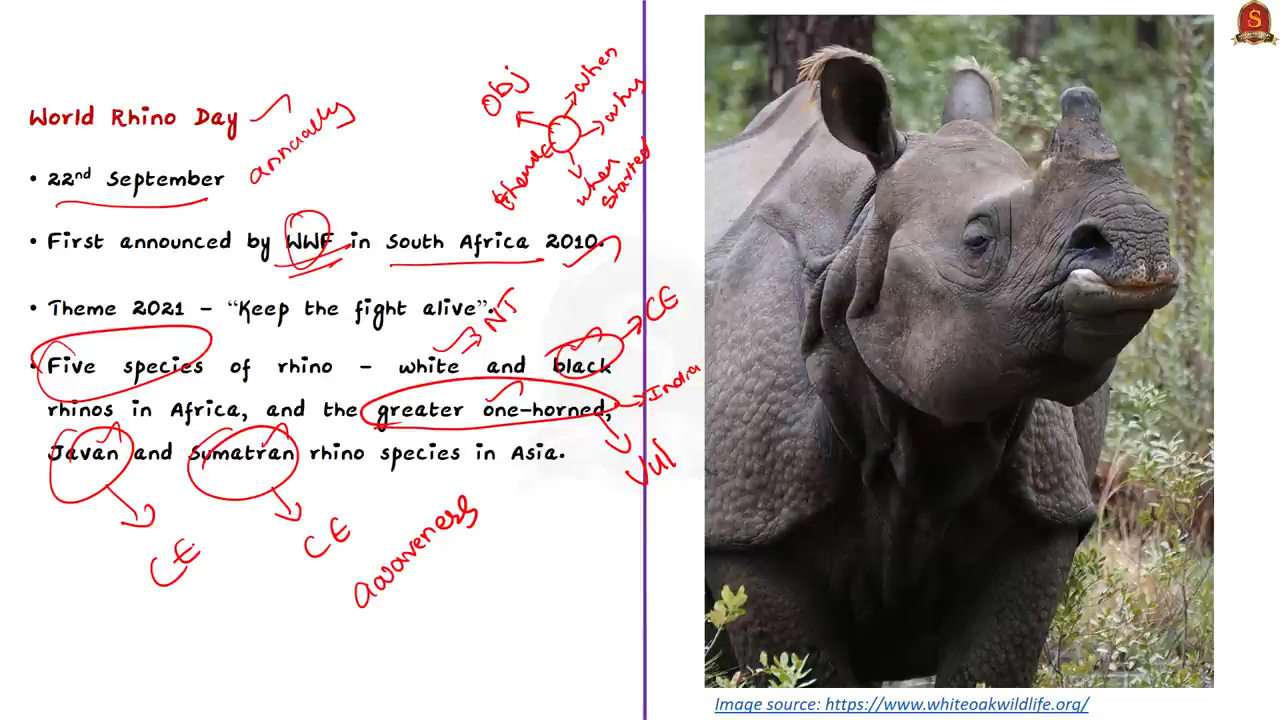 World Rhino Day
annually
• 22nd September
• First announced by WWF in South Africa 2010.
• Theme 2021 – “Keep the fight alive”.
• Five species of rhino – white and black
rhinos in Africa, and the greater one-horned,
Javan and Sumatran rhino species in Asia.
Obj
when
why
when
started
theme
NT
CE
India
Vul
CE
CE
awareness
S
Image source: https://www.whiteoakwildlife.org/